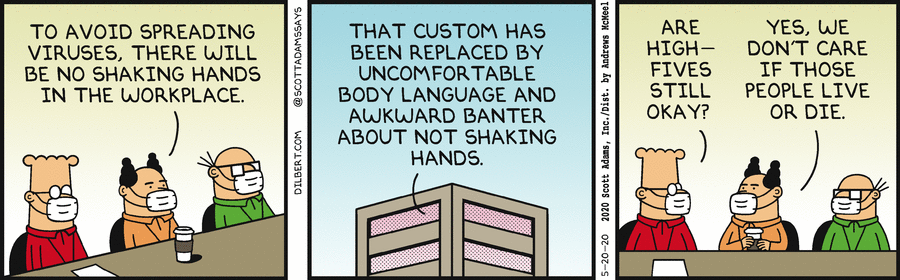 TO AVOID SPREADING
VIRUSES, THERE WILL
BE NO SHAKING HANDS
IN THE WORKPLACE.
DILBERT.COM @SCOTTADAMSSAYS
THAT CUSTOM HAS
BEEN REPLACED BY
UNCOMFORTABLE
BODY LANGUAGE AND
AWKWARD BANTER
ABOUT NOT SHAKING
HANDS.
5-20-20 2020 Scott Adams, Inc./Dist. by Andrews McMeel
ARE
HIGH-
FIVES
STILL
OKAY?
YES, WE
DON'T CARE
IF THOSE
PEOPLE LIVE
OR DIE.